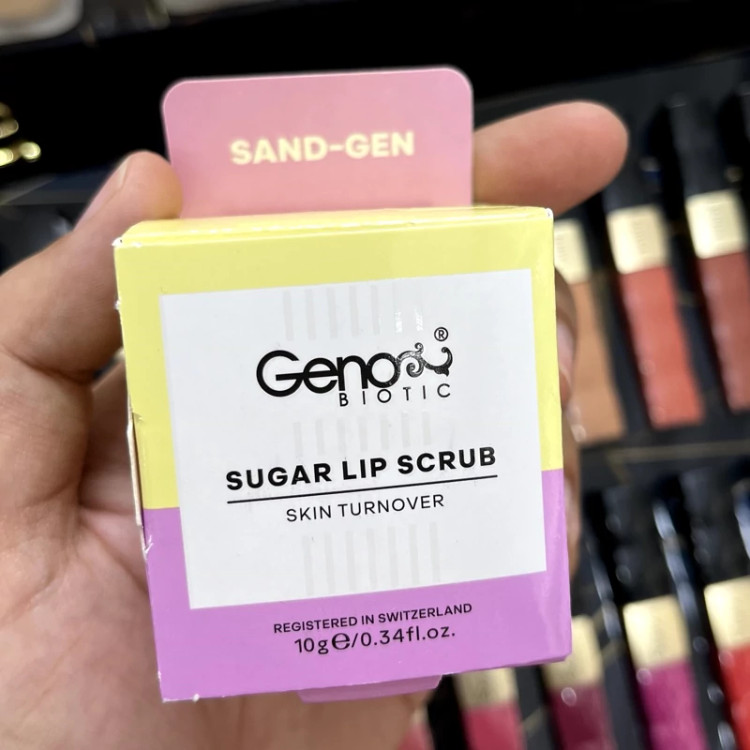 SAND-GEN
Geno
®
BIOTIC
SUGAR LIP SCRUB
SKIN TURNOVER
REGISTERED IN SWITZERLAND
10g℮/0.34fl.oz.